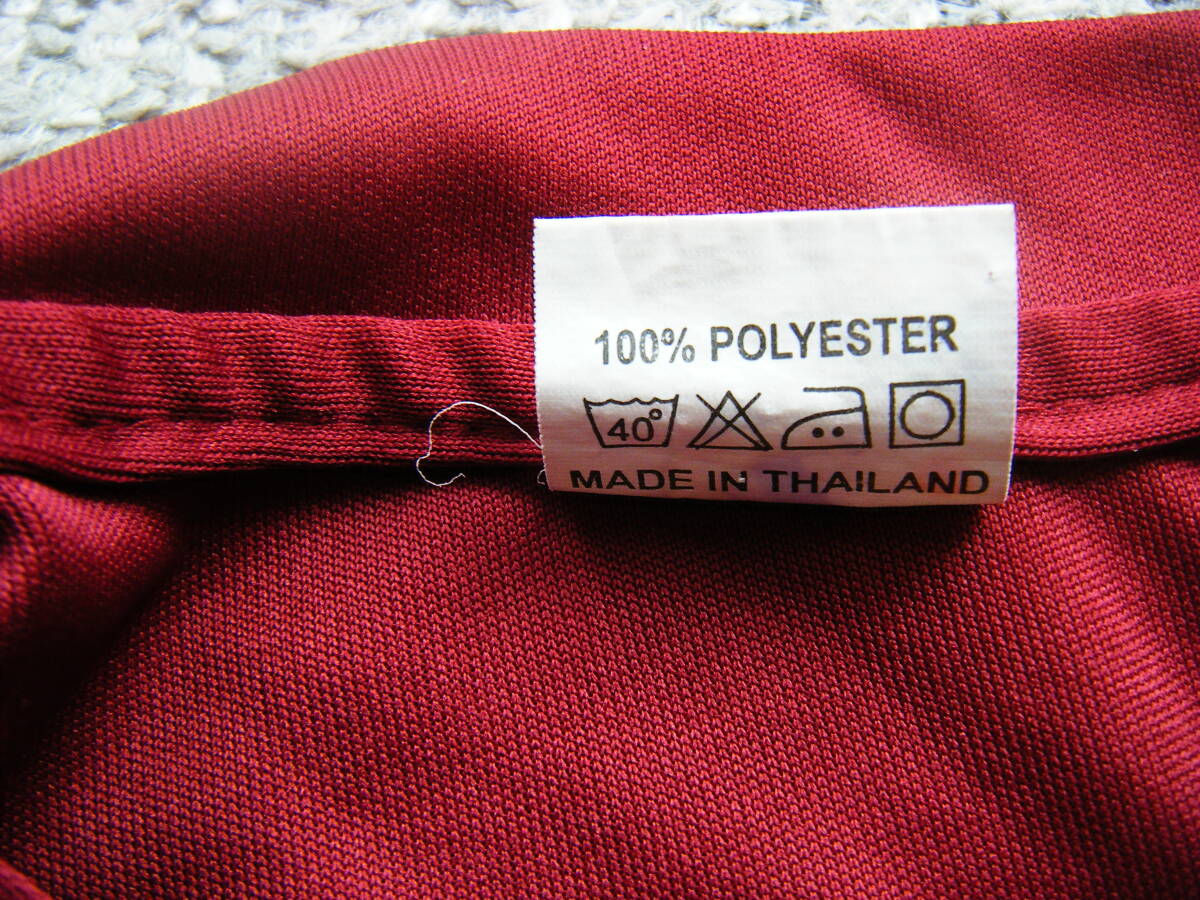 100% POLYESTER
40°
MADE IN THAILAND